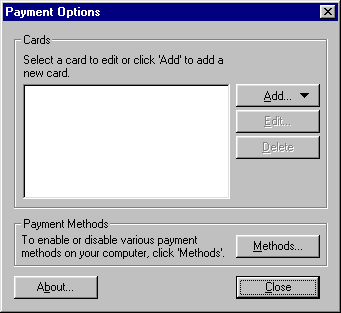 Payment Options
Cards
Select a card to edit or click 'Add' to add a
new card.
Add...
Edit...
Delete
Payment Methods
To enable or disable various payment
methods on your computer, click 'Methods'.
Methods...
About...
Close